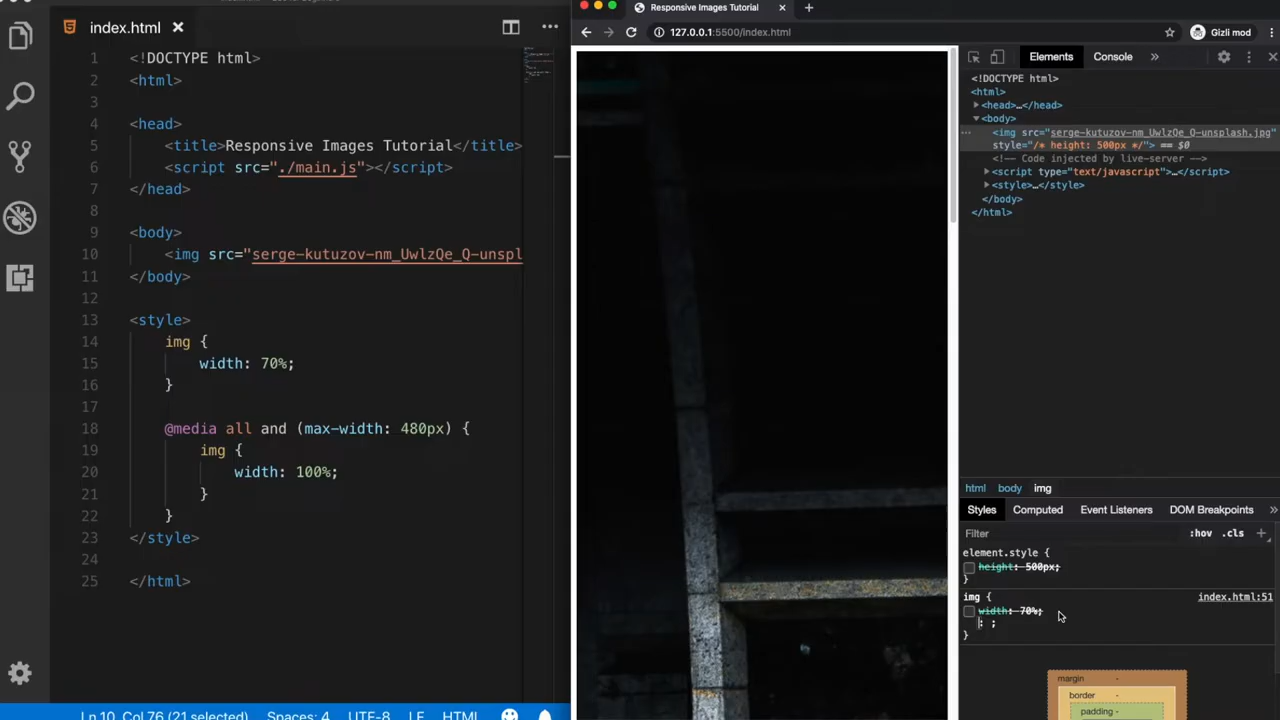 index.html
1 <!DOCTYPE html>
2 <html>
3
4 <head>
5 <title>Responsive Images Tutorial</title>
6 <script src="./main.js"></script>
7 </head>
8
9 <body>
10 <img src="serge-kutuzov-nm_UwlzQe_Q-unspl
11 </body>
12
13 <style>
14 img {
15 width: 70%;
16 }
17
18 @media all and (max-width: 480px) {
19 img {
20 width: 100%;
21 }
22 }
23 </style>
24
25 </html>
Ln 10, Col 76 (21 selected) Spaces: 4 UTF-8 LF HTML
Responsive Images Tutorial
127.0.0.1:5500/index.html
Gizli mod
Elements Console »
<!DOCTYPE html>
<html>
<head>…</head>
<body>
<img src="serge-kutuzov-nm_UwlzQe_Q-unsplash.jpg"
style="/* height: 500px */"> == $0
<!-- Code injected by live-server -->
<script type="text/javascript">…</script>
<style>…</style>
</body>
</html>
html body img
Styles Computed Event Listeners DOM Breakpoints »
Filter :hov .cls +
element.style {
height: 500px;
}
img { index.html:51
width: 70%;
: ;
}
margin -
border -
padding -